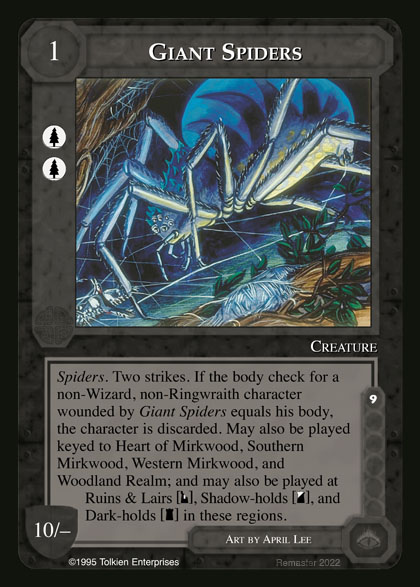 1
GIANT SPIDERS
CREATURE
Spiders. Two strikes. If the body check for a
non-Wizard, non-Ringwraith character
wounded by Giant Spiders equals his body,
the character is discarded. May also be played
keyed to Heart of Mirkwood, Southern
Mirkwood, Western Mirkwood, and
Woodland Realm; and may also be played at
Ruins & Lairs [], Shadow-holds [], and
Dark-holds [] in these regions.
9
10/–
ART BY APRIL LEE
©1995 Tolkien Enterprises
Remaster 2022